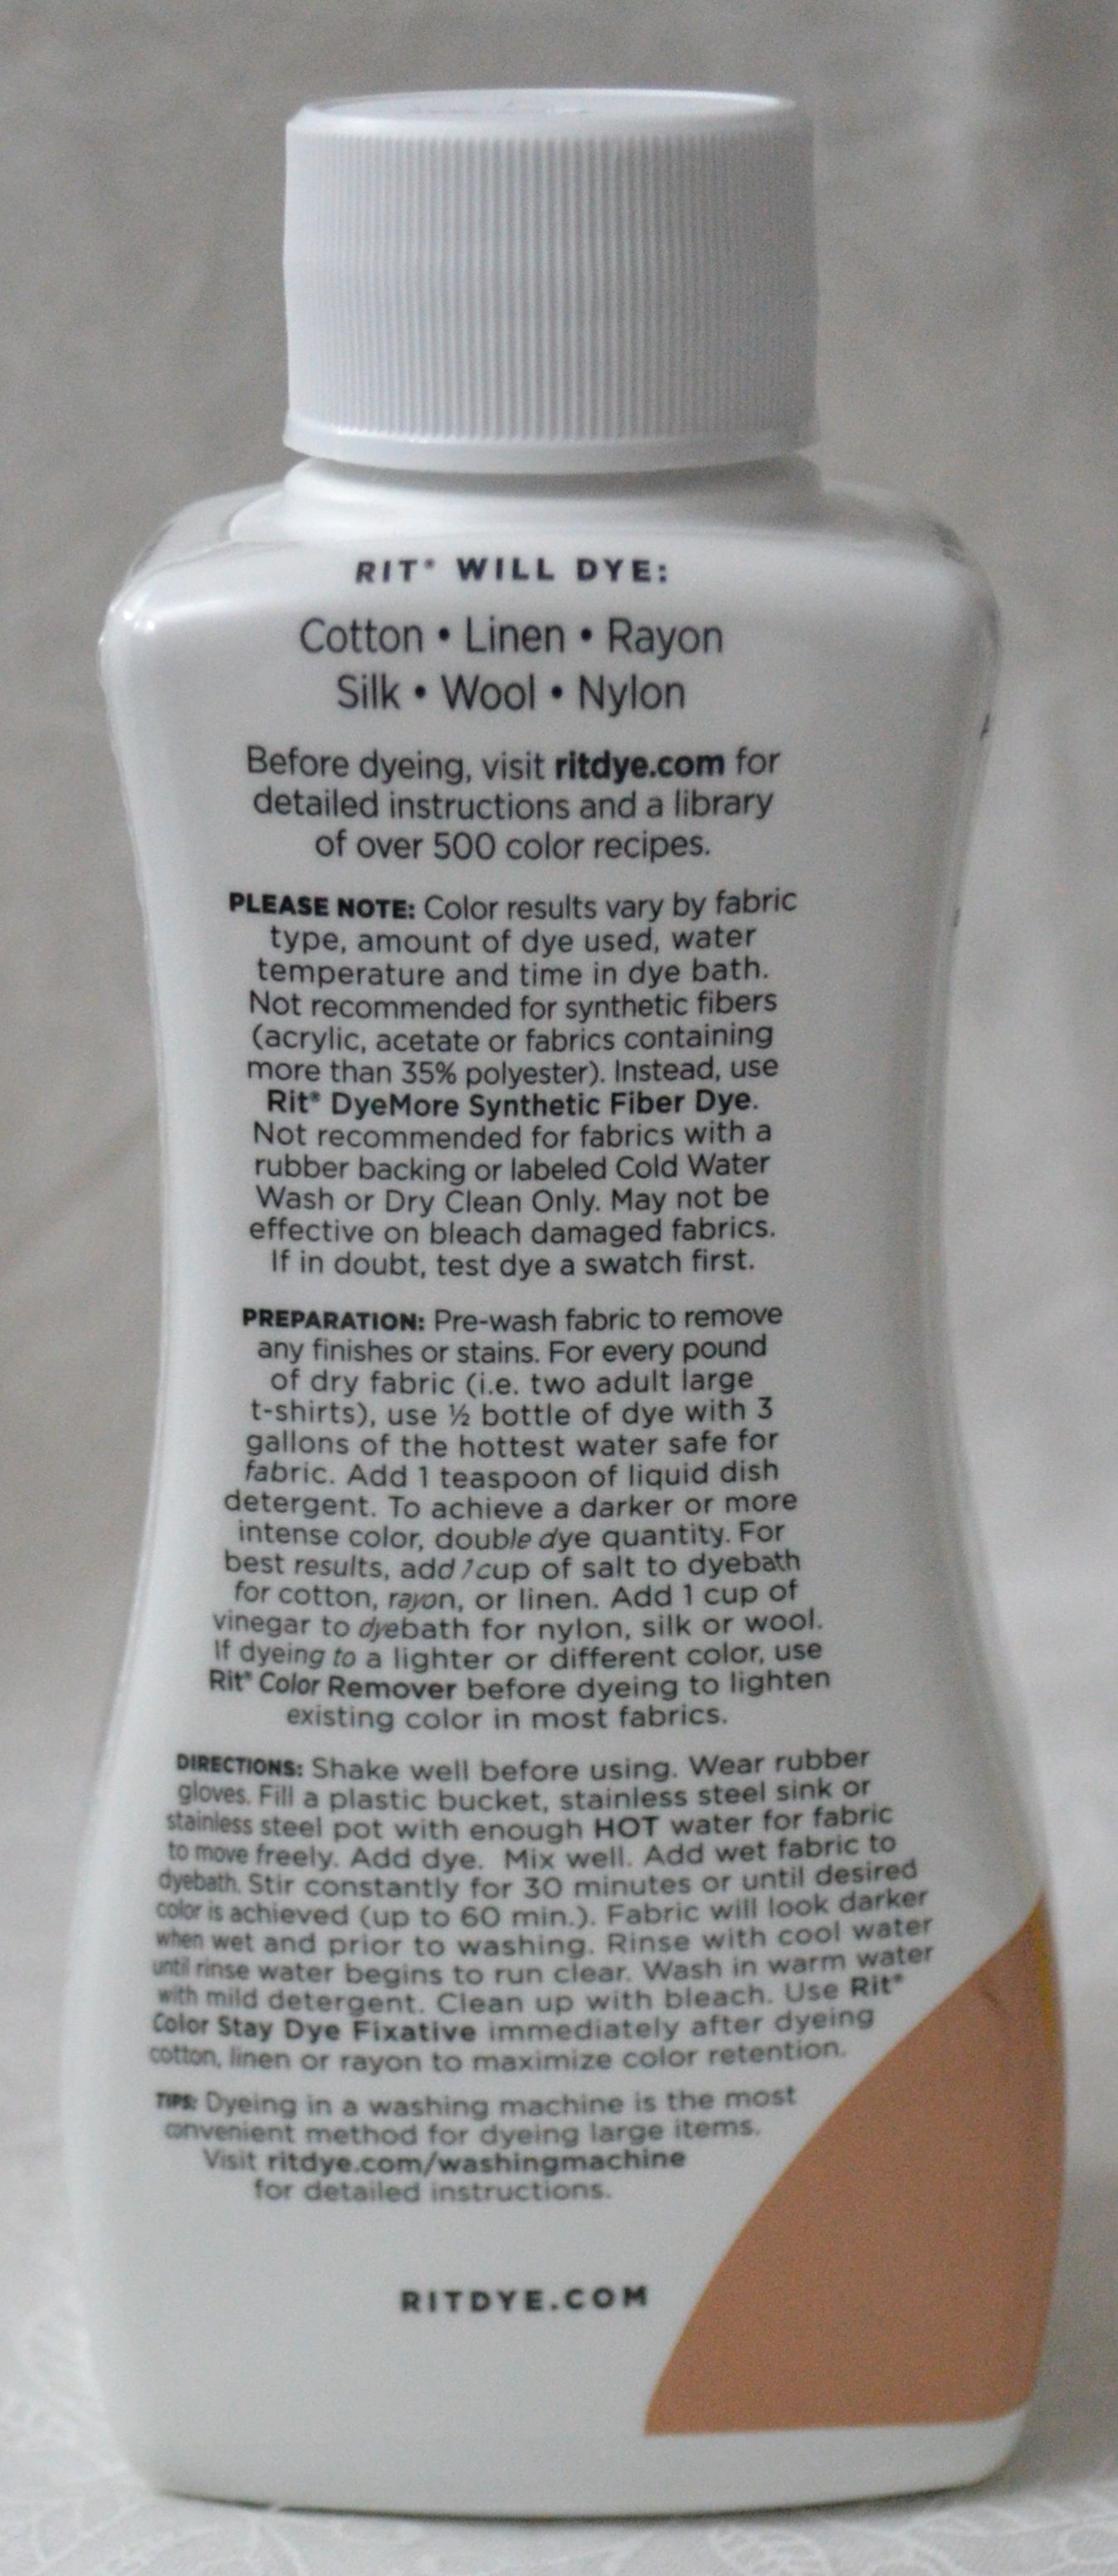 RIT® WILL DYE:
Cotton • Linen • Rayon
Silk • Wool • Nylon
Before dyeing, visit ritdye.com for
detailed instructions and a library
of over 500 color recipes.
PLEASE NOTE: Color results vary by fabric
type, amount of dye used, water
temperature and time in dye bath.
Not recommended for synthetic fibers
(acrylic, acetate or fabrics containing
more than 35% polyester). Instead, use
Rit® DyeMore Synthetic Fiber Dye.
Not recommended for fabrics with a
rubber backing or labeled Cold Water
Wash or Dry Clean Only. May not be
effective on bleach damaged fabrics.
If in doubt, test dye a swatch first.
PREPARATION: Pre-wash fabric to remove
any finishes or stains. For every pound
of dry fabric (i.e. two adult large
t-shirts), use ½ bottle of dye with 3
gallons of the hottest water safe for
fabric. Add 1 teaspoon of liquid dish
detergent. To achieve a darker or more
intense color, double dye quantity. For
best results, add 1 cup of salt to dyebath
for cotton, rayon, or linen. Add 1 cup of
vinegar to dyebath for nylon, silk or wool.
If dyeing to a lighter or different color, use
Rit® Color Remover before dyeing to lighten
existing color in most fabrics.
DIRECTIONS: Shake well before using. Wear rubber
gloves. Fill a plastic bucket, stainless steel sink or
stainless steel pot with enough HOT water for fabric
to move freely. Add dye. Mix well. Add wet fabric to
dyebath. Stir constantly for 30 minutes or until desired
color is achieved (up to 60 min.). Fabric will look darker
when wet and prior to washing. Rinse with cool water
until rinse water begins to run clear. Wash in warm water
with mild detergent. Clean up with bleach. Use Rit®
Color Stay Dye Fixative immediately after dyeing
cotton, linen or rayon to maximize color retention.
TIPS: Dyeing in a washing machine is the most
convenient method for dyeing large items.
Visit ritdye.com/washingmachine
for detailed instructions.
RITDYE.COM